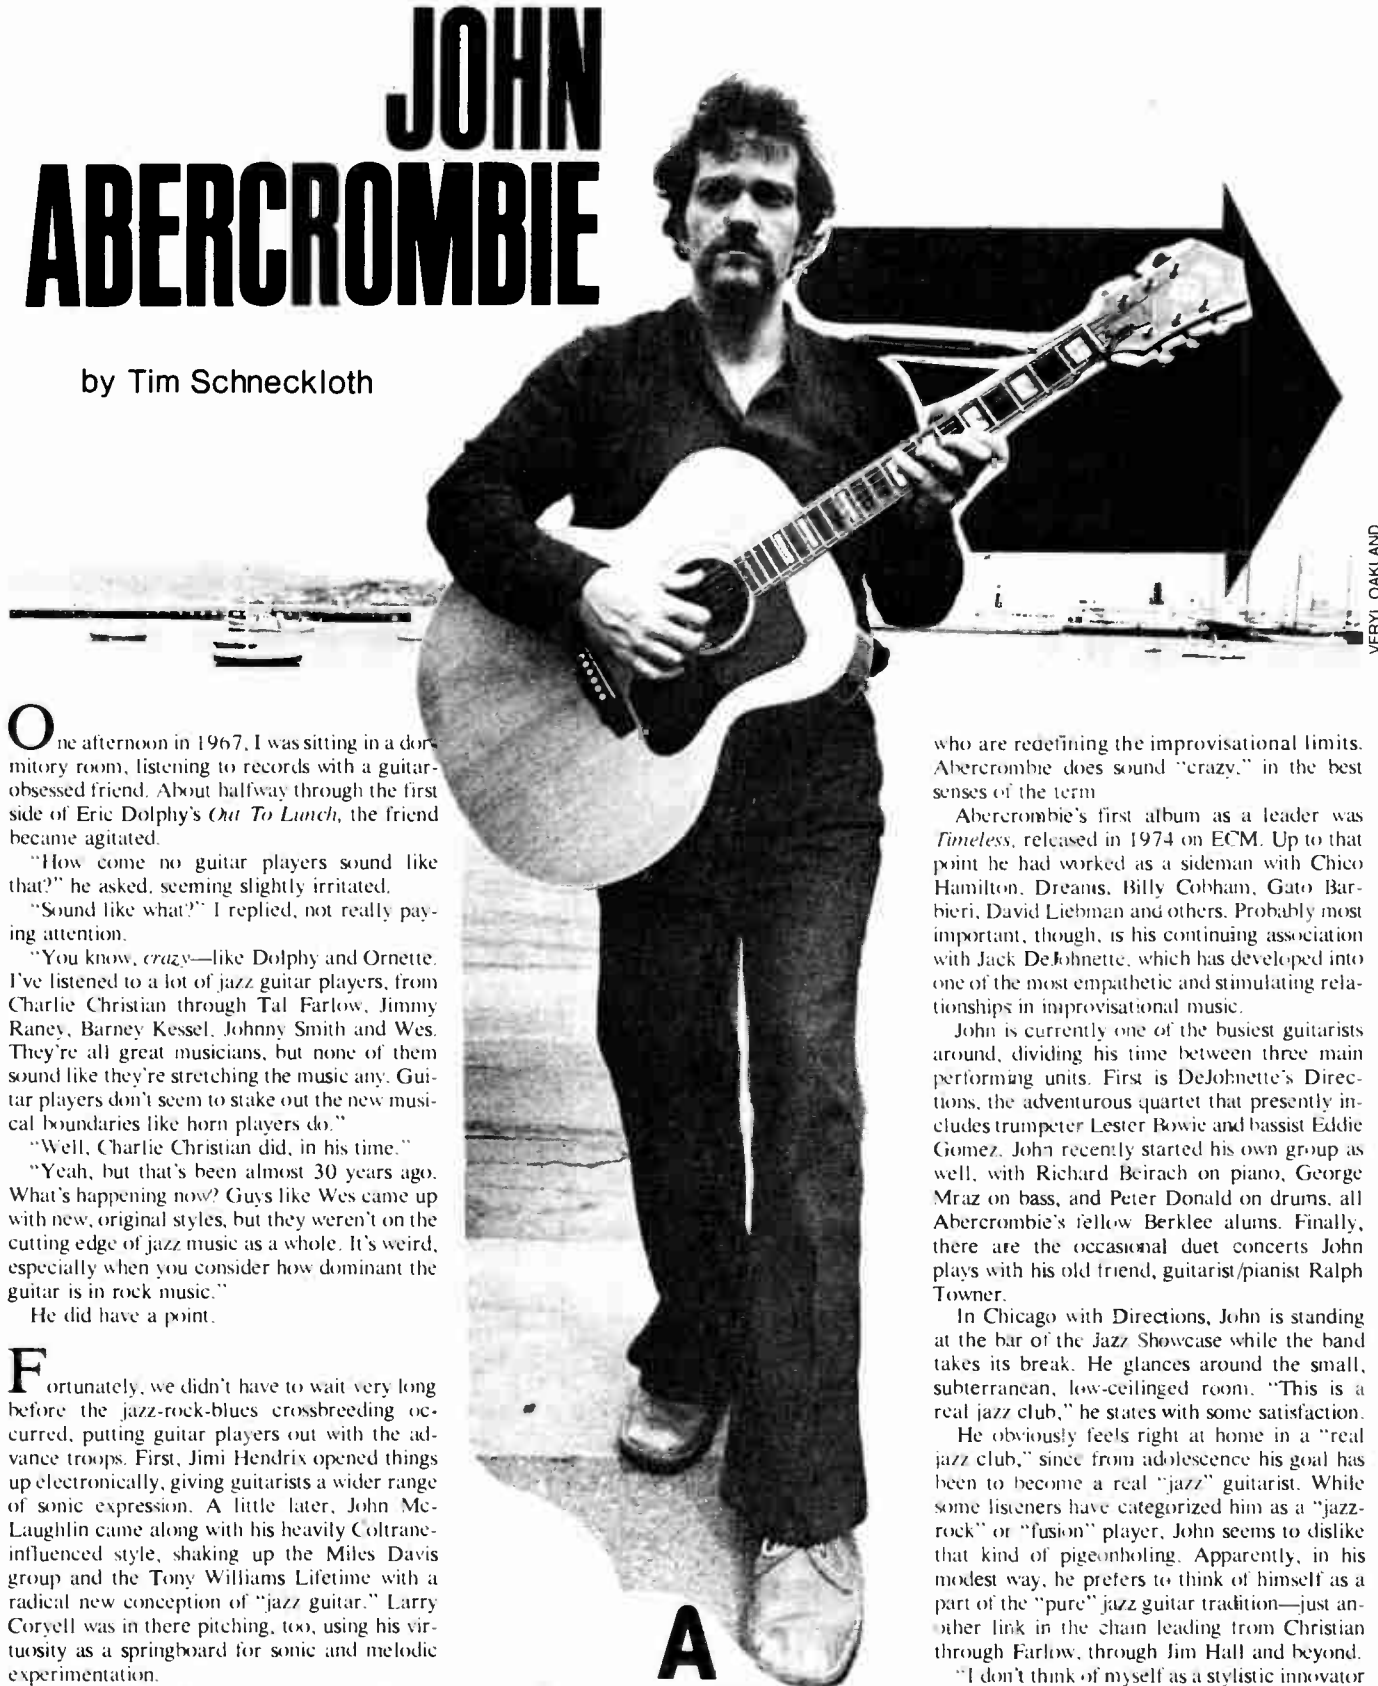 JOHN
ABERCROMBIE
by Tim Schneckloth
VERYL OAKLAND
One afternoon in 1967, I was sitting in a dor-
mitory room, listening to records with a guitar-
obsessed friend. About halfway through the first
side of Eric Dolphy's Out To Lunch, the friend
became agitated.
"How come no guitar players sound like
that?" he asked, seeming slightly irritated.
"Sound like what?" I replied, not really pay-
ing attention.
"You know, crazy—like Dolphy and Ornette.
I've listened to a lot of jazz guitar players, from
Charlie Christian through Tal Farlow, Jimmy
Raney, Barney Kessel, Johnny Smith and Wes.
They're all great musicians, but none of them
sound like they're stretching the music any. Gui-
tar players don't seem to stake out the new musi-
cal boundaries like horn players do."
"Well, Charlie Christian did, in his time."
"Yeah, but that's been almost 30 years ago.
What's happening now? Guys like Wes came up
with new, original styles, but they weren't on the
cutting edge of jazz music as a whole. It's weird,
especially when you consider how dominant the
guitar is in rock music."
He did have a point.
Fortunately, we didn't have to wait very long
before the jazz-rock-blues crossbreeding oc-
curred, putting guitar players out with the ad-
vance troops. First, Jimi Hendrix opened things
up electronically, giving guitarists a wider range
of sonic expression. A little later, John Mc-
Laughlin came along with his heavily Coltrane-
influenced style, shaking up the Miles Davis
group and the Tony Williams Lifetime with a
radical new conception of "jazz guitar." Larry
Coryell was in there pitching, too, using his vir-
tuosity as a springboard for sonic and melodic
experimentation.
A
who are redefining the improvisational limits.
Abercrombie does sound "crazy," in the best
senses of the term
Abercrombie's first album as a leader was
Timeless, released in 1974 on ECM. Up to that
point he had worked as a sideman with Chico
Hamilton, Dreams, Billy Cobham, Gato Bar-
bieri, David Liebman and others. Probably most
important, though, is his continuing association
with Jack DeJohnette, which has developed into
one of the most empathetic and stimulating rela-
tionships in improvisational music.
John is currently one of the busiest guitarists
around, dividing his time between three main
performing units. First is DeJohnette's Direc-
tions, the adventurous quartet that presently in-
cludes trumpeter Lester Bowie and bassist Eddie
Gomez. John recently started his own group as
well, with Richard Beirach on piano, George
Mraz on bass, and Peter Donald on drums, all
Abercrombie's fellow Berklee alums. Finally,
there are the occasional duet concerts John
plays with his old friend, guitarist/pianist Ralph
Towner.
In Chicago with Directions, John is standing
at the bar of the Jazz Showcase while the band
takes its break. He glances around the small,
subterranean, low-ceilinged room. "This is a
real jazz club," he states with some satisfaction.
He obviously feels right at home in a "real
jazz club," since from adolescence his goal has
been to become a real "jazz" guitarist. While
some listeners have categorized him as a "jazz-
rock" or "fusion" player, John seems to dislike
that kind of pigeonholing. Apparently, in his
modest way, he prefers to think of himself as a
part of the "pure" jazz guitar tradition—just an-
other link in the chain leading from Christian
through Farlow, through Jim Hall and beyond.
"I don't think of myself as a stylistic innovator